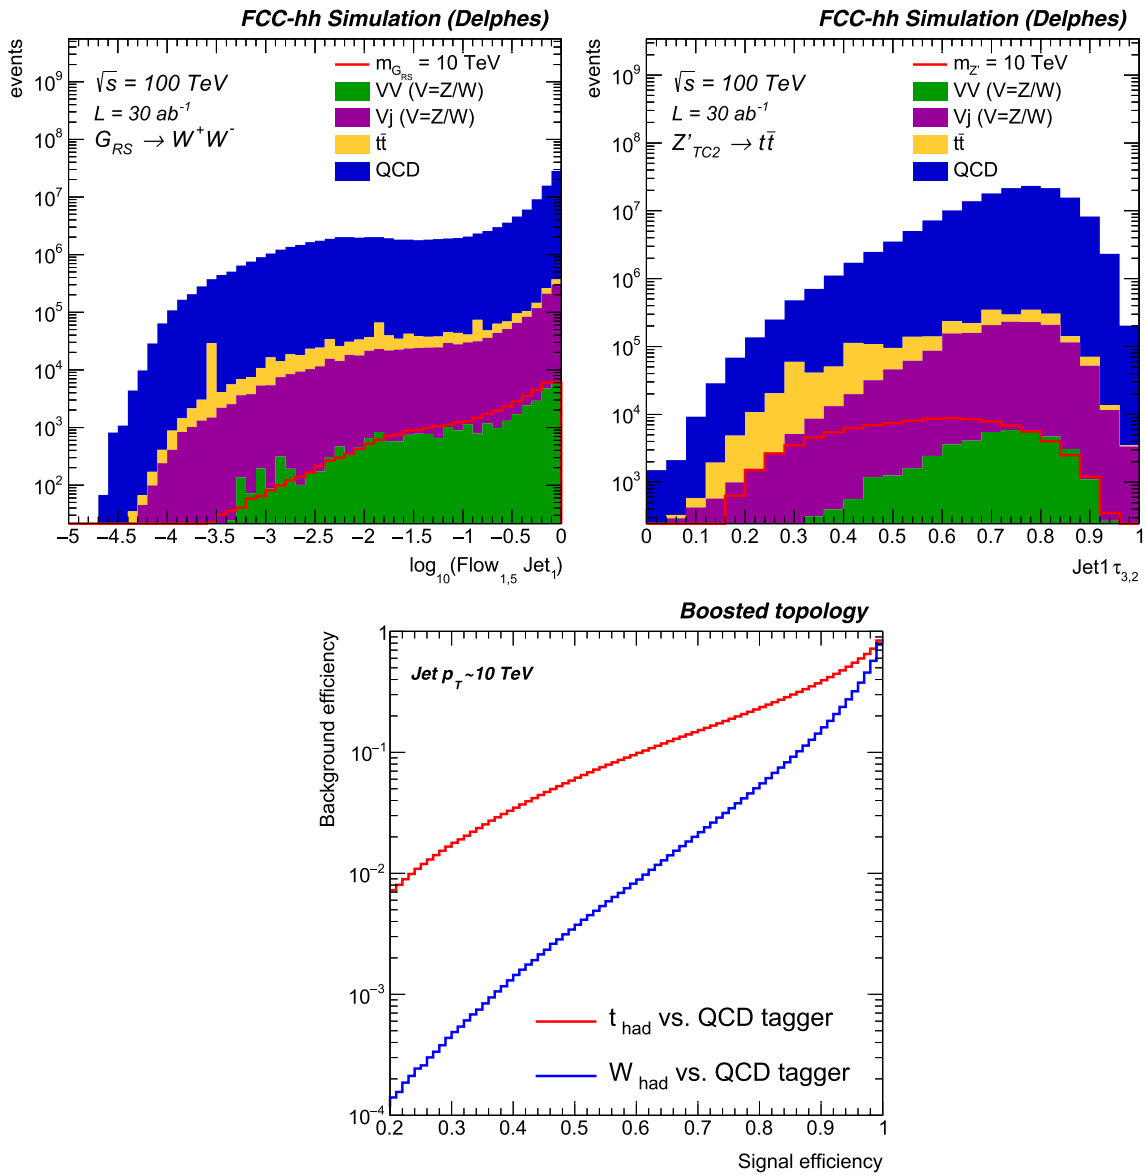 FCC-hh Simulation (Delphes)
events
√s = 100 TeV
L = 30 ab⁻¹
G_RS → W⁺W⁻
m_G_RS = 10 TeV
VV (V=Z/W)
Vj (V=Z/W)
tt̄
QCD
10⁹
10⁸
10⁷
10⁶
10⁵
10⁴
10³
10²
−5 −4.5 −4 −3.5 −3 −2.5 −2 −1.5 −1 −0.5 0
log₁₀(Flow₁,₅ Jet₁)
FCC-hh Simulation (Delphes)
events
√s = 100 TeV
L = 30 ab⁻¹
Z'_TC2 → tt̄
m_Z' = 10 TeV
VV (V=Z/W)
Vj (V=Z/W)
tt̄
QCD
10⁹
10⁸
10⁷
10⁶
10⁵
10⁴
10³
0 0.1 0.2 0.3 0.4 0.5 0.6 0.7 0.8 0.9 1
Jet1 τ₃,₂
Boosted topology
Background efficiency
Jet p_T~10 TeV
1
10⁻¹
10⁻²
10⁻³
10⁻⁴
t_had vs. QCD tagger
W_had vs. QCD tagger
0.2 0.3 0.4 0.5 0.6 0.7 0.8 0.9 1
Signal efficiency